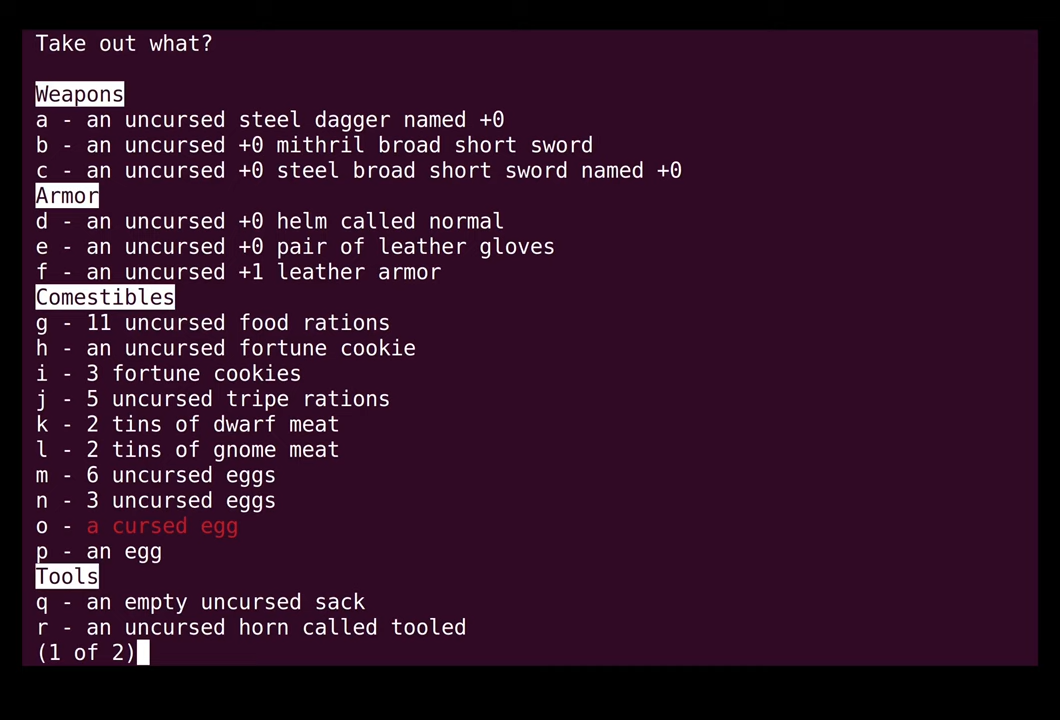 Take out what?
Weapons
a - an uncursed steel dagger named +0
b - an uncursed +0 mithril broad short sword
c - an uncursed +0 steel broad short sword named +0
Armor
d - an uncursed +0 helm called normal
e - an uncursed +0 pair of leather gloves
f - an uncursed +1 leather armor
Comestibles
g - 11 uncursed food rations
h - an uncursed fortune cookie
i - 3 fortune cookies
j - 5 uncursed tripe rations
k - 2 tins of dwarf meat
l - 2 tins of gnome meat
m - 6 uncursed eggs
n - 3 uncursed eggs
o - a cursed egg
p - an egg
Tools
q - an empty uncursed sack
r - an uncursed horn called tooled
(1 of 2)